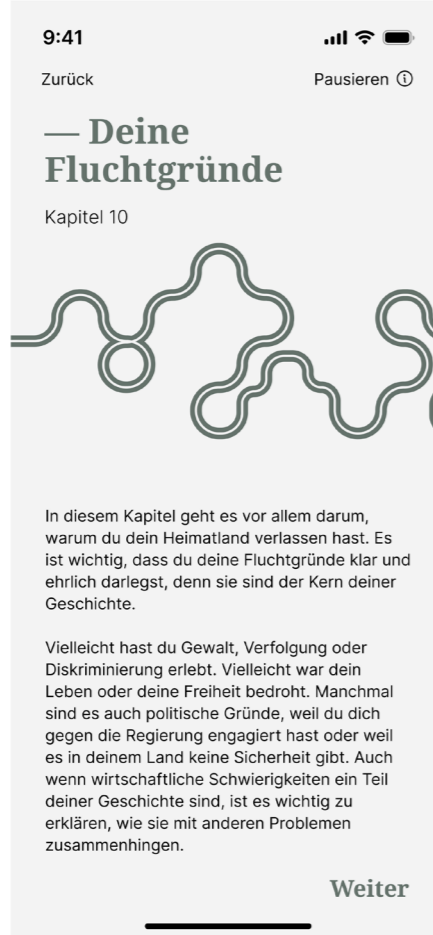 9:41
Zurück
Pausieren
— Deine
Fluchtgründe
Kapitel 10
In diesem Kapitel geht es vor allem darum,
warum du dein Heimatland verlassen hast. Es
ist wichtig, dass du deine Fluchtgründe klar und
ehrlich darlegst, denn sie sind der Kern deiner
Geschichte.
Vielleicht hast du Gewalt, Verfolgung oder
Diskriminierung erlebt. Vielleicht war dein
Leben oder deine Freiheit bedroht. Manchmal
sind es auch politische Gründe, weil du dich
gegen die Regierung engagiert hast oder weil
es in deinem Land keine Sicherheit gibt. Auch
wenn wirtschaftliche Schwierigkeiten ein Teil
deiner Geschichte sind, ist es wichtig zu
erklären, wie sie mit anderen Problemen
zusammenhingen.
Weiter